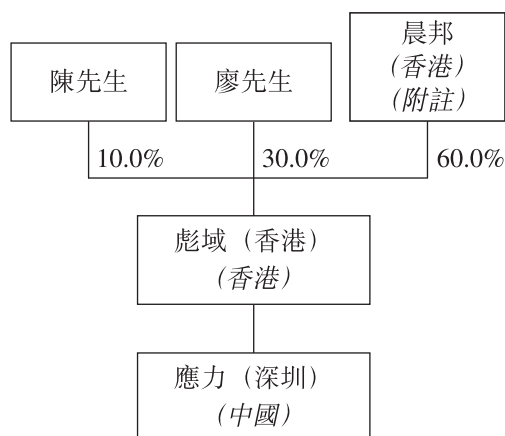 陳先生
廖先生
晨邦
(香港)
(附註)
10.0%
30.0%
60.0%
彪域（香港）
(香港)
應力（深圳）
(中國)